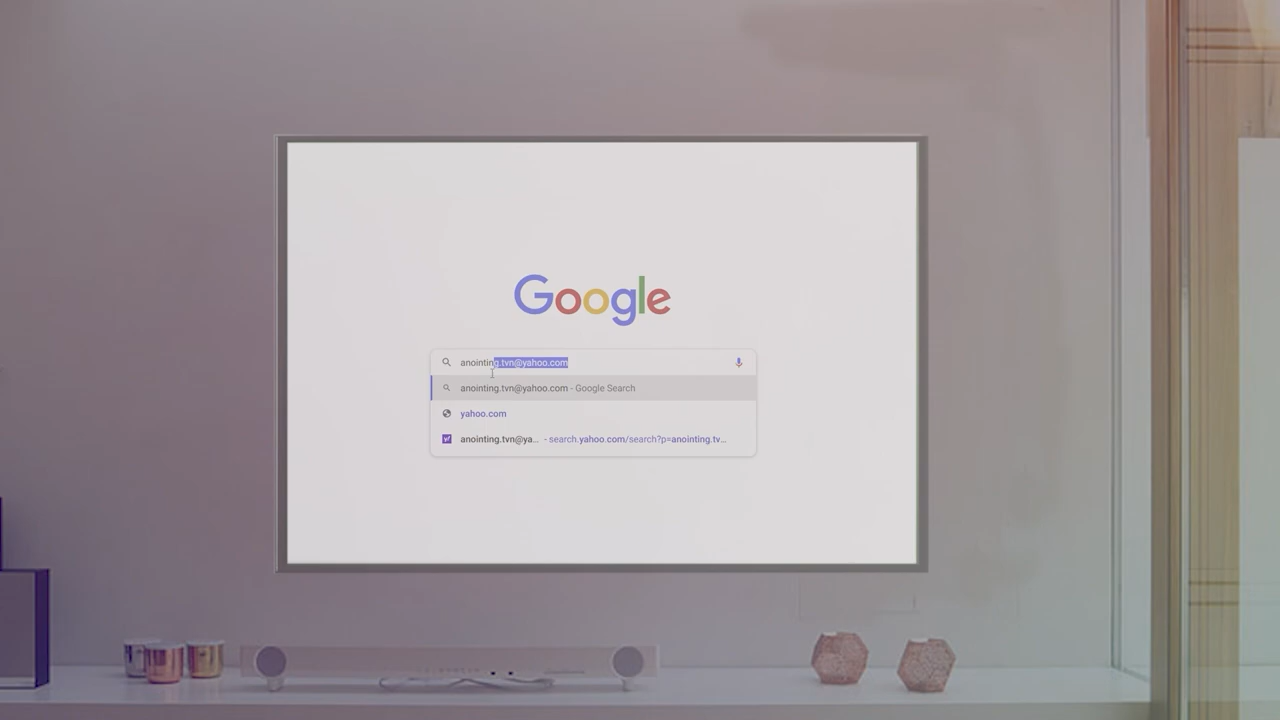 Google
anointing.tvn@yahoo.com
anointing.tvn@yahoo.com - Google Search
yahoo.com
anointing.tvn@ya... - search.yahoo.com/search?p=anointing.tv...